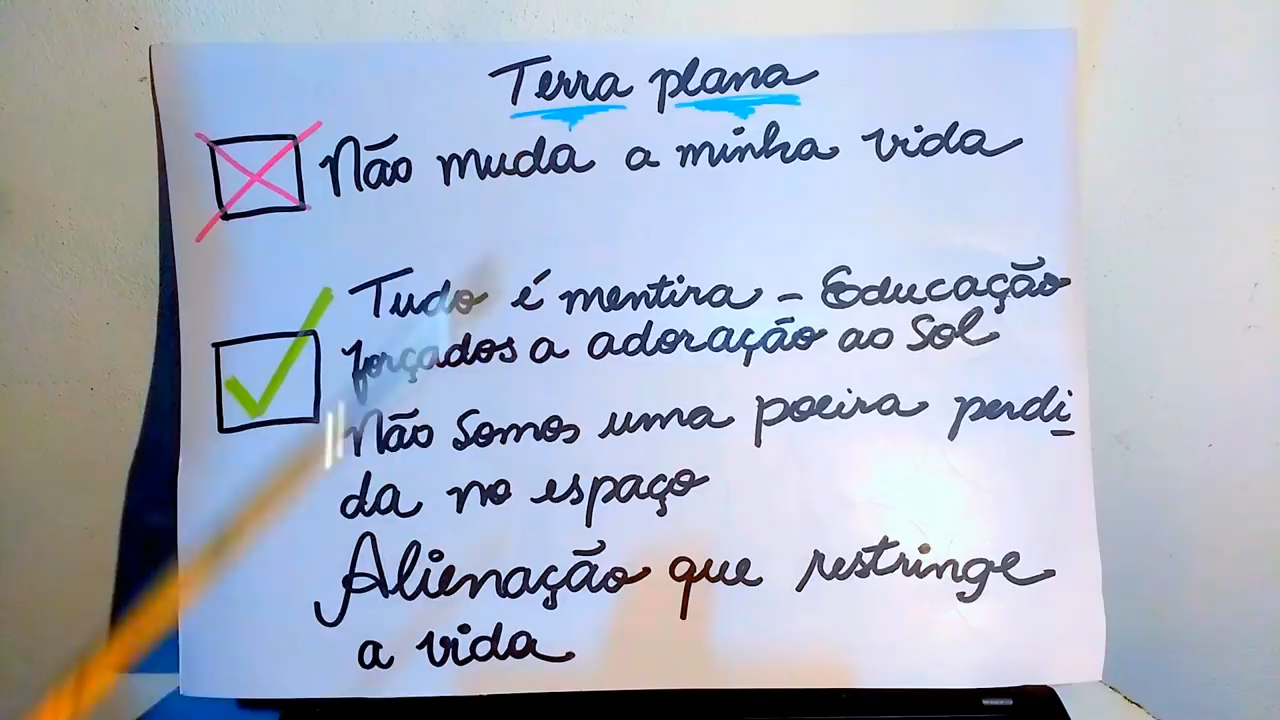 Terra plana
Não muda a minha vida
Tudo é mentira - Educação
forçados a adoração ao Sol
Não somos uma poeira perdi
da no espaço
Alienação que restringe
a vida